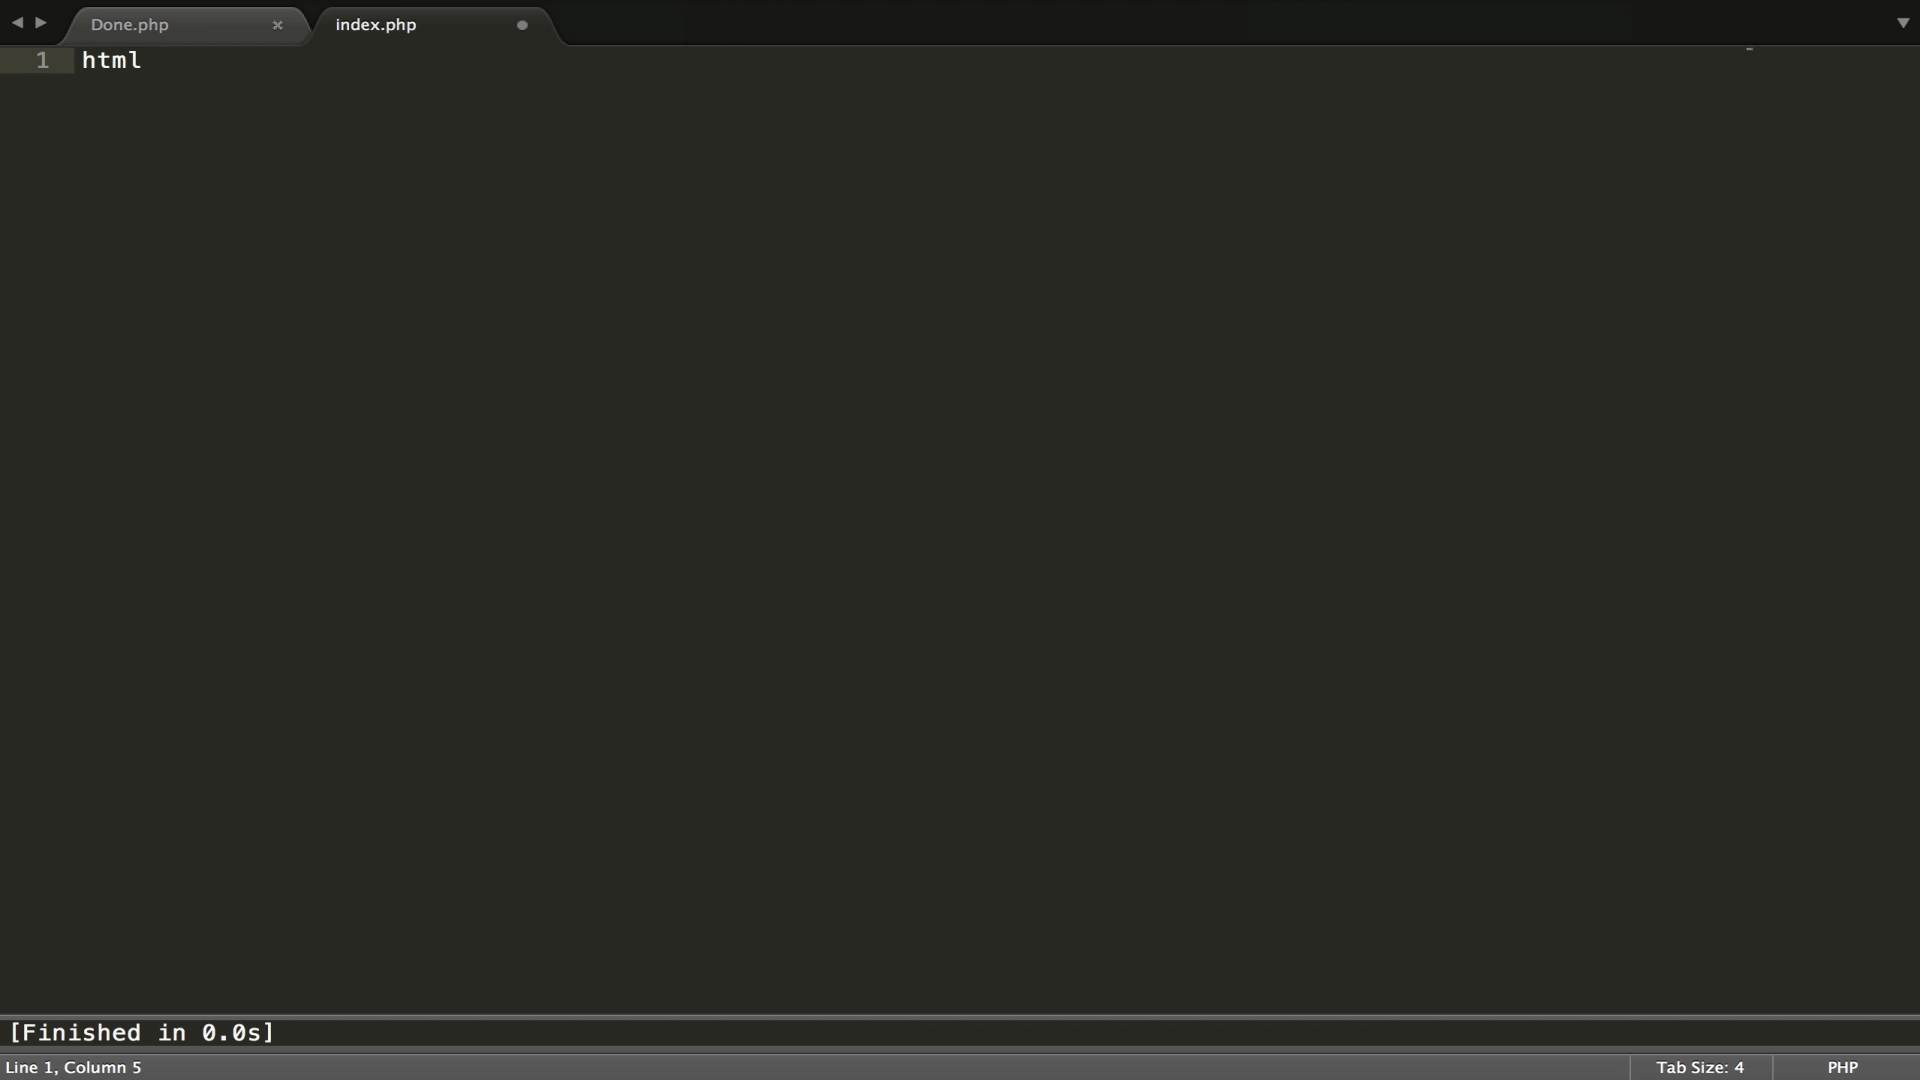 Done.php index.php
1 html
[Finished in 0.0s]
Line 1, Column 5 Tab Size: 4 PHP